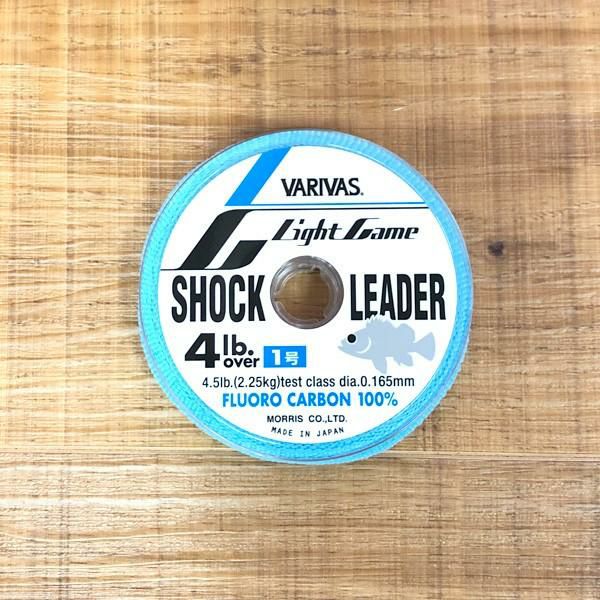 VARIVAS®
Light Game
SHOCK LEADER
4lb. over 1号
4.5lb.(2.25kg)test class dia.0.165mm
FLUORO CARBON 100%
MORRIS CO.,LTD.
MADE IN JAPAN